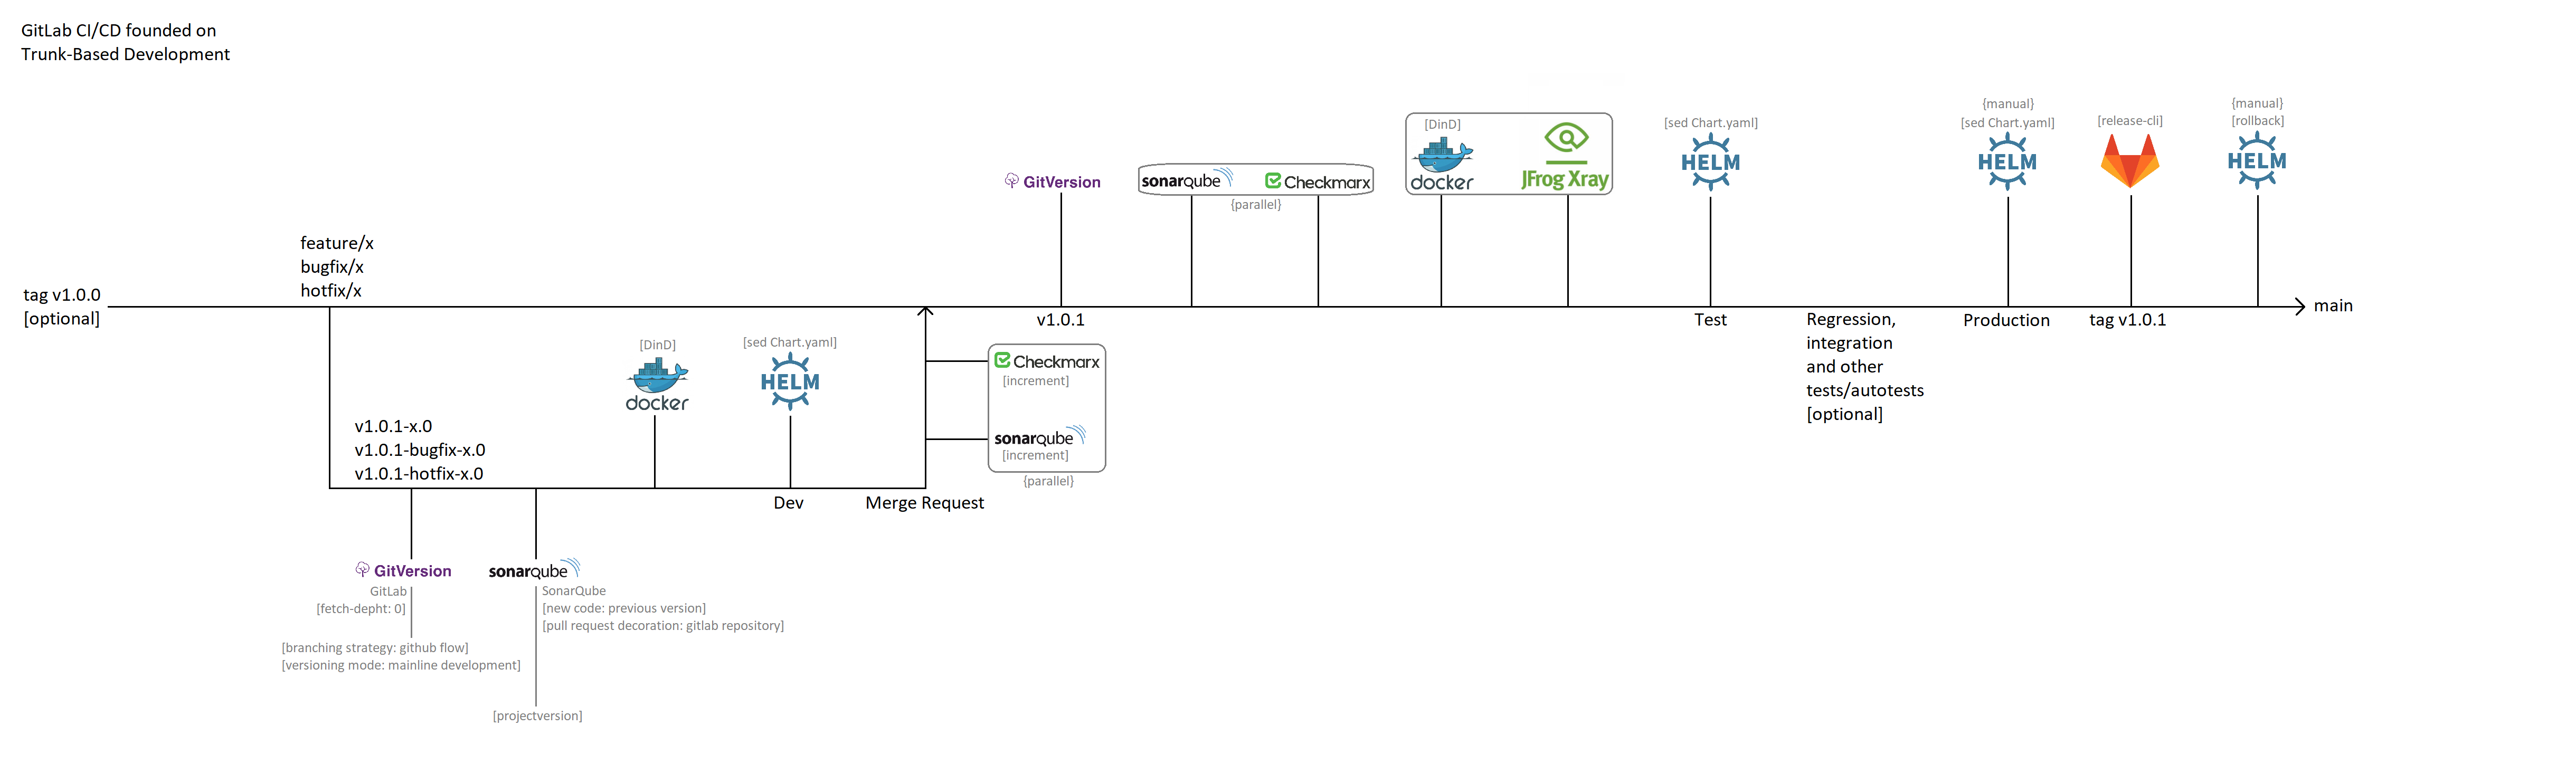 GitLab CI/CD founded on
Trunk-Based Development
{manual}
[sed Chart.yaml]
HELM
[release-cli]
{manual}
[rollback]
HELM
[DinD]
docker
JFrog Xray
[sed Chart.yaml]
HELM
GitVersion
sonarqube
Checkmarx
{parallel}
feature/x
bugfix/x
hotfix/x
tag v1.0.0
[optional]
main
v1.0.1
Test
Regression,
integration
and other
tests/autotests
[optional]
Production
tag v1.0.1
[DinD]
docker
[sed Chart.yaml]
HELM
Checkmarx
[increment]
sonarqube
[increment]
{parallel}
v1.0.1-x.0
v1.0.1-bugfix-x.0
v1.0.1-hotfix-x.0
Dev
Merge Request
GitVersion
GitLab
[fetch-depht: 0]
[branching strategy: github flow]
[versioning mode: mainline development]
sonarqube
SonarQube
[new code: previous version]
[pull request decoration: gitlab repository]
[projectversion]